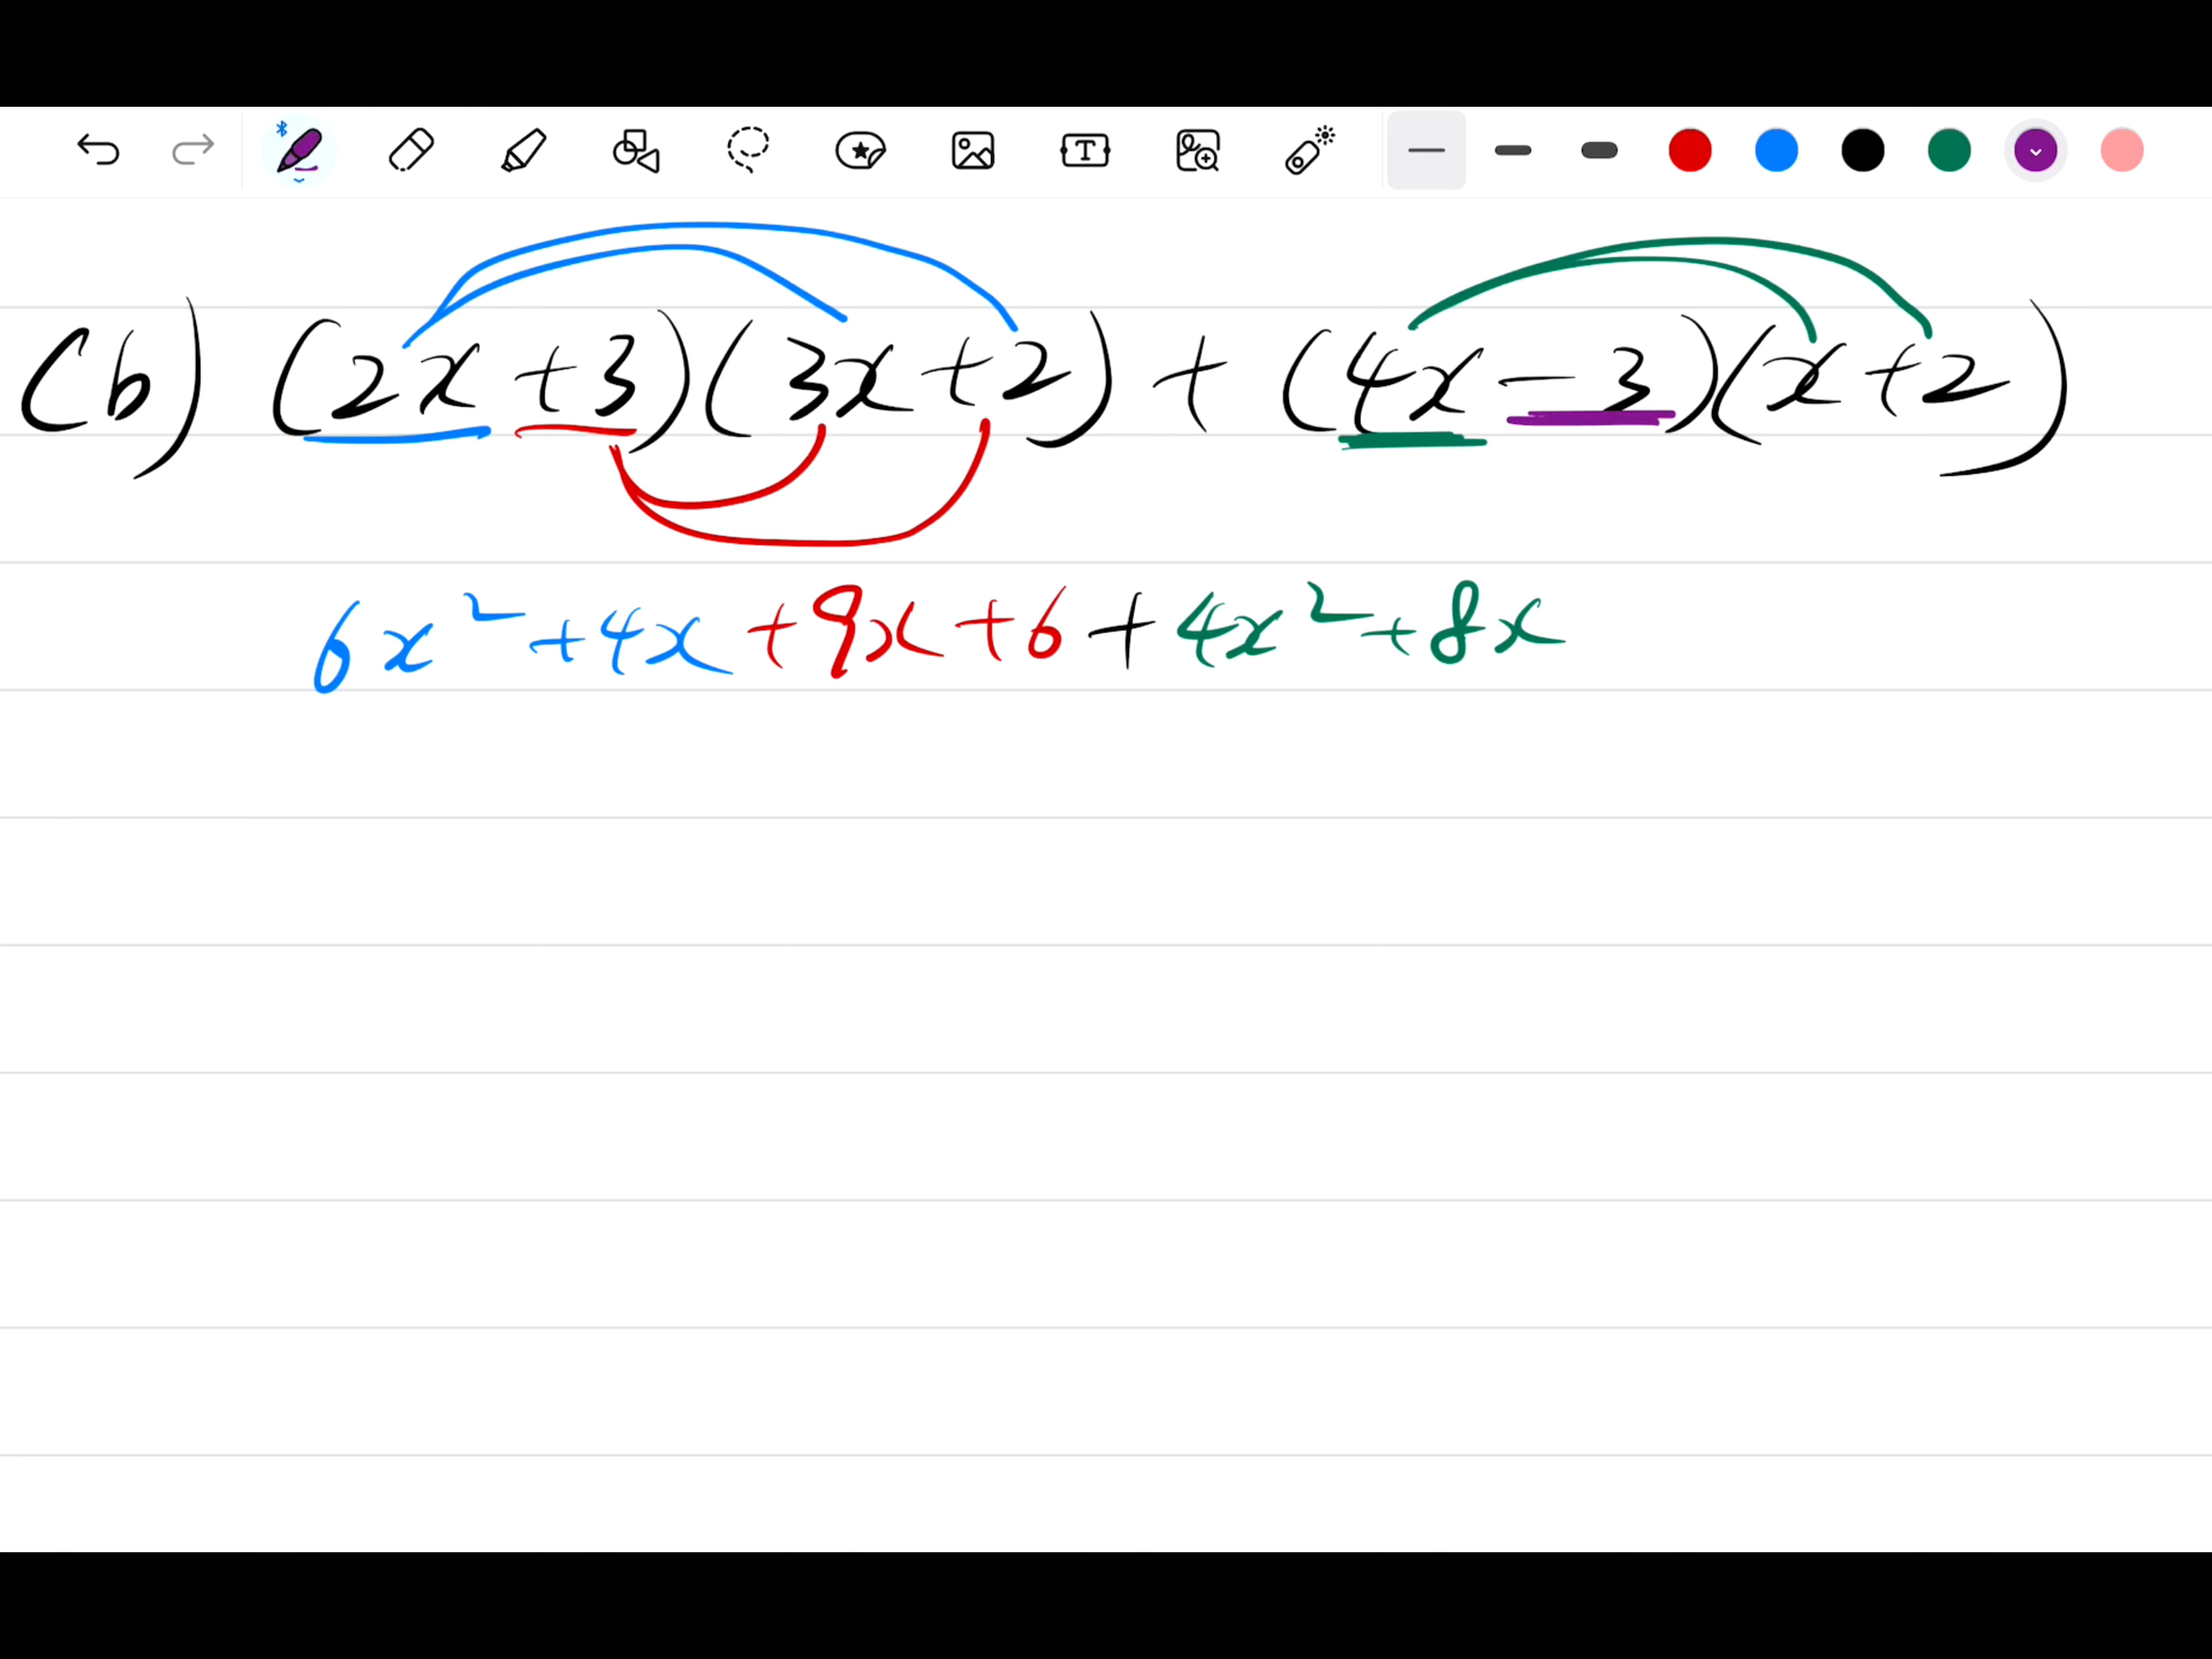 (b) (2x + 3)(3x + 2) + (4x - 3)(x + 2)
6x² + 4x + 9x + 6 + 4x² + 8x